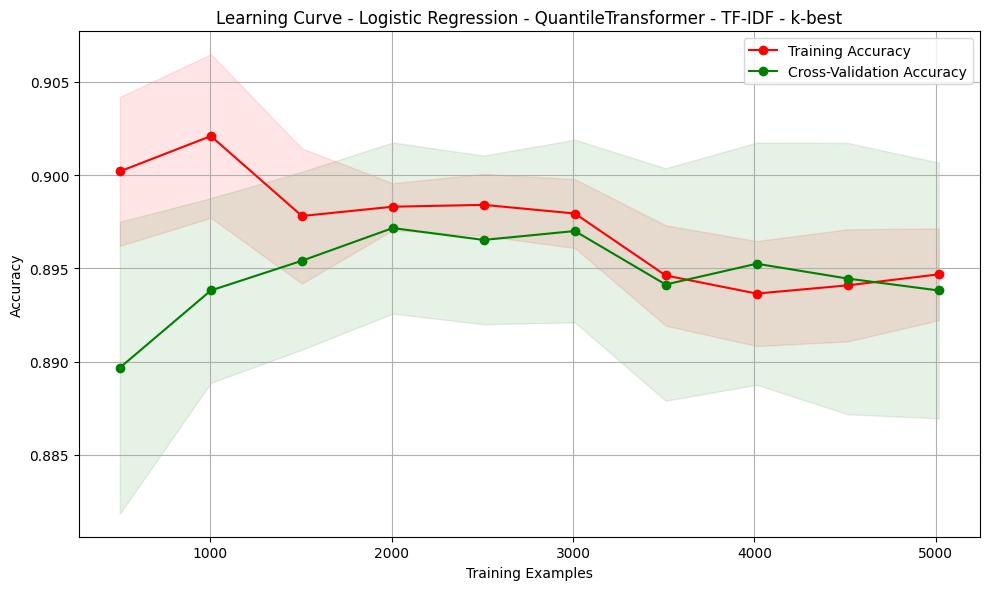 Learning Curve - Logistic Regression - QuantileTransformer - TF-IDF - k-best
Training Accuracy
Cross-Validation Accuracy
0.905
0.900
0.895
0.890
0.885
Accuracy
1000 2000 3000 4000 5000
Training Examples